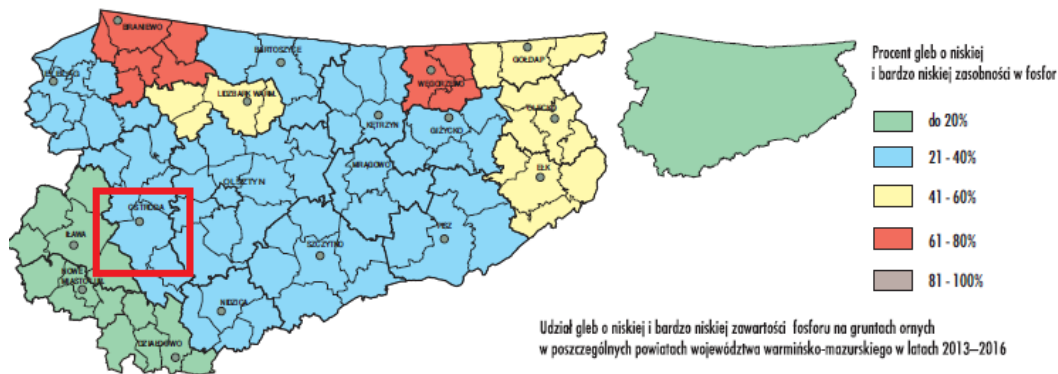 BRANIEWO
BARTOSZYCE
GOŁDAP
ELBLĄG
WĘGORZEWO
LIDZBARK WARM.
OLECKO
KĘTRZYN
GIŻYCKO
MRĄGOWO
EŁK
OLSZTYN
OSTRÓDA
IŁAWA
PISZ
SZCZYTNO
NOWE
MIASTO LUB.
NIDZICA
DZIAŁDOWO
Procent gleb o niskiej
i bardzo niskiej zasobności w fosfor
do 20%
21 - 40%
41 - 60%
61 - 80%
81 - 100%
Udział gleb o niskiej i bardzo niskiej zawartości fosforu na gruntach ornych
w poszczególnych powiatach województwa warmińsko-mazurskiego w latach 2013–2016